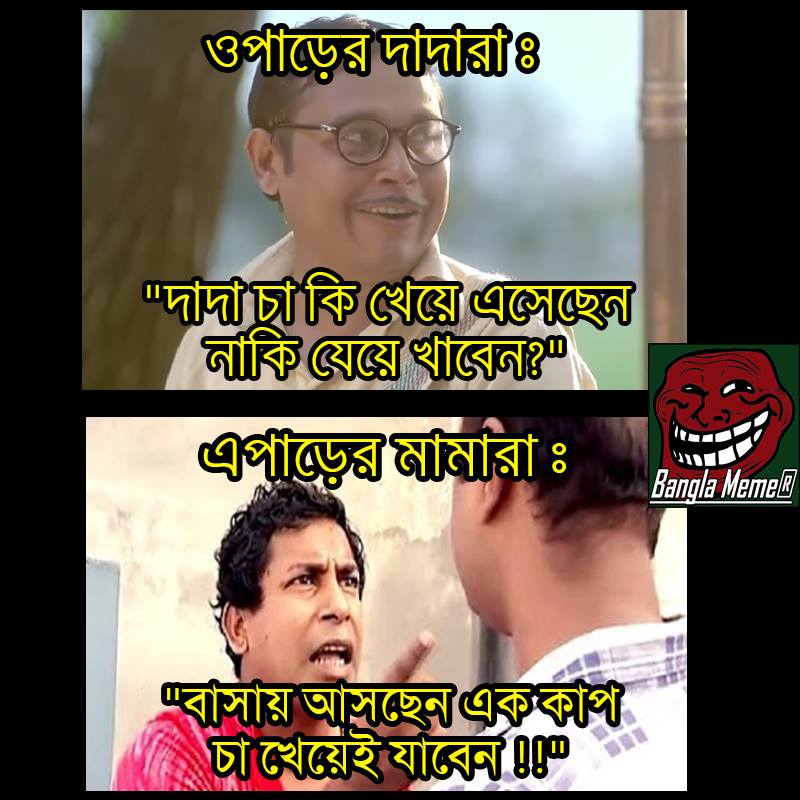 ওপাড়ের দাদারা ঃ
"দাদা চা কি খেয়ে এসেছেন
নাকি যেয়ে খাবেন?"
Bangla Meme®
এপাড়ের মামারা ঃ
"বাসায় আসছেন এক কাপ
চা খেয়েই যাবেন !!"